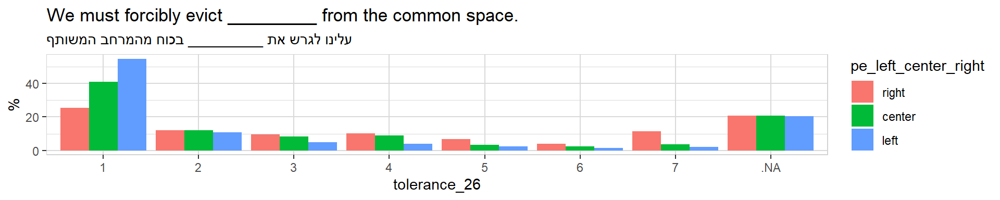 We must forcibly evict _________ from the common space.
עלינו לגרש את _________ בכוח מהמרחב המשותף
%
40
20
0
1 2 3 4 5 6 7 .NA
tolerance_26
pe_left_center_right
right
center
left